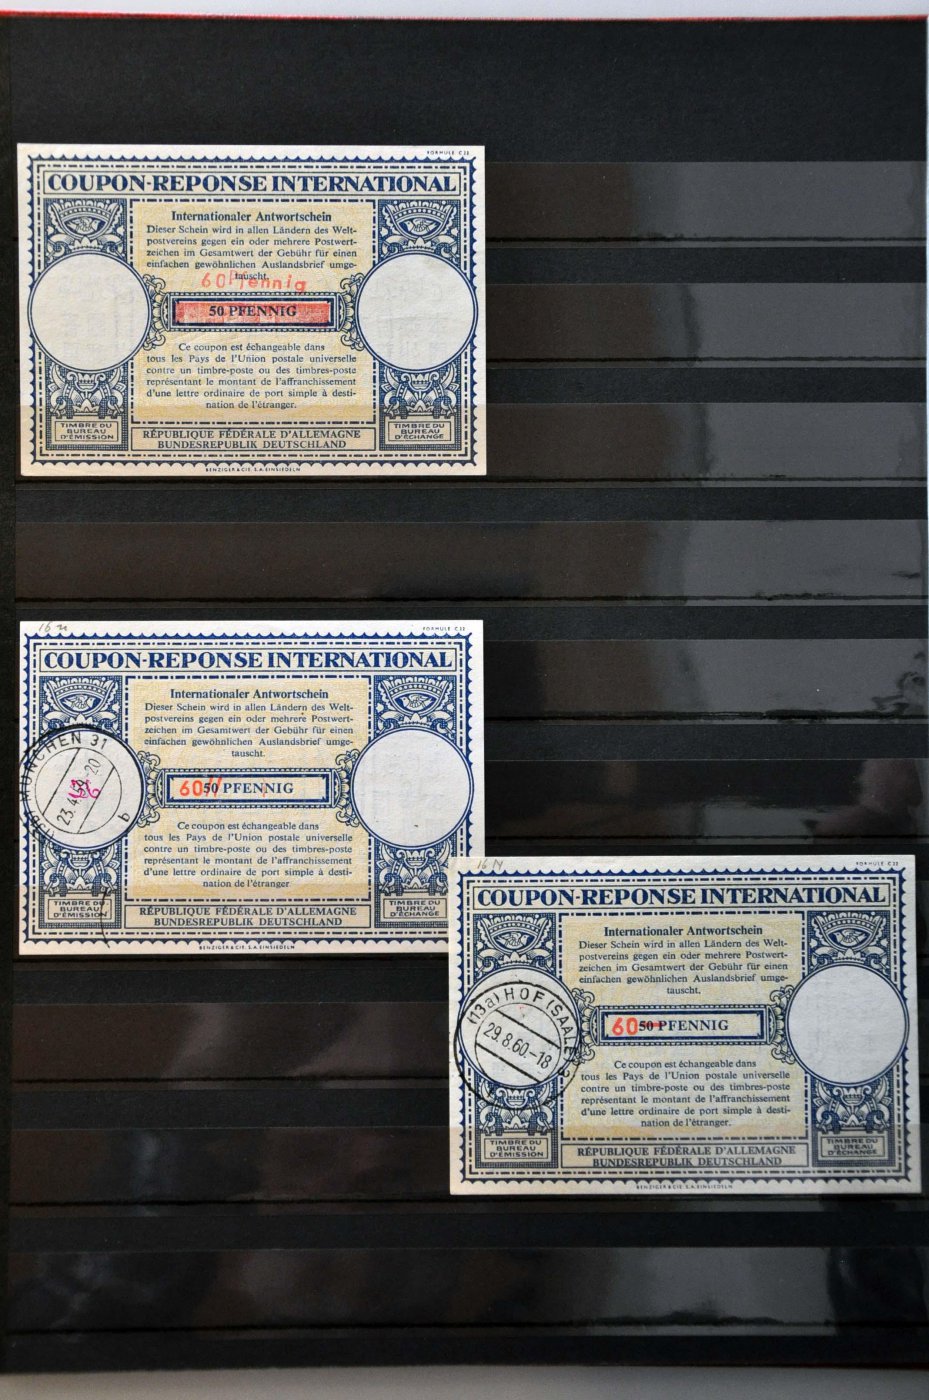 FORMULE C22
COUPON-REPONSE INTERNATIONAL
Internationaler Antwortschein
Dieser Schein wird in allen Ländern des Welt-
postvereins gegen ein oder mehrere Postwert-
zeichen im Gesamtwert der Gebühr für einen
einfachen gewöhnlichen Auslandsbrief umge-
tauscht.
60 Pfennig
50 PFENNIG
Ce coupon est échangeable dans
tous les Pays de l'Union postale universelle
contre un timbre-poste ou des timbres-poste
représentant le montant de l'affranchissement
d'une lettre ordinaire de port simple à desti-
nation de l'étranger.
TIMBRE DU
BUREAU
D'ÉMISSION
RÉPUBLIQUE FÉDÉRALE D'ALLEMAGNE
BUNDESREPUBLIK DEUTSCHLAND
TIMBRE DU
BUREAU
D'ÉCHANGE
BENZIGER & CIE. S.A. EINSIEDELN
16
FORMULE C22
COUPON-REPONSE INTERNATIONAL
Internationaler Antwortschein
Dieser Schein wird in allen Ländern des Welt-
postvereins gegen ein oder mehrere Postwert-
zeichen im Gesamtwert der Gebühr für einen
einfachen gewöhnlichen Auslandsbrief umge-
tauscht.
MÜNCHEN 31
b
60 50 PFENNIG
Ce coupon est échangeable dans
tous les Pays de l'Union postale universelle
contre un timbre-poste ou des timbres-poste
représentant le montant de l'affranchissement
d'une lettre ordinaire de port simple à desti-
nation de l'étranger
TIMBRE DU
BUREAU
D'ÉMISSION
RÉPUBLIQUE FÉDÉRALE D'ALLEMAGNE
BUNDESREPUBLIK DEUTSCHLAND
TIMBRE DU
BUREAU
D'ÉCHANGE
BENZIGER & CIE. S.A. EINSIEDELN
16 N
FORMULE C22
COUPON-REPONSE INTERNATIONAL
Internationaler Antwortschein
Dieser Schein wird in allen Ländern des Welt-
postvereins gegen ein oder mehrere Postwert-
zeichen im Gesamtwert der Gebühr für einen
einfachen gewöhnlichen Auslandsbrief umge-
tauscht.
(13a) HOF (SAALE)
29.8.60-18
60 50 PFENNIG
Ce coupon est échangeable dans
tous les Pays de l'Union postale universelle
contre un timbre-poste ou des timbres-poste
représentant le montant de l'affranchissement
d'une lettre ordinaire de port simple à desti-
nation de l'étranger.
TIMBRE DU
BUREAU
D'ÉMISSION
RÉPUBLIQUE FÉDÉRALE D'ALLEMAGNE
BUNDESREPUBLIK DEUTSCHLAND
TIMBRE DU
BUREAU
D'ÉCHANGE
BENZIGER & CIE. S.A. EINSIEDELN